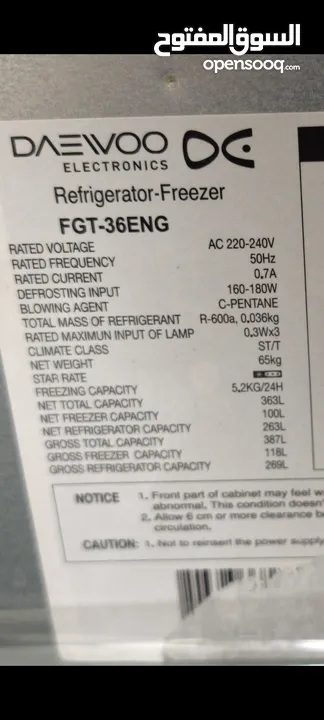 السوق المفتوح
opensooq.com
DAEWOO
ELECTRONICS
Refrigerator-Freezer
FGT-36ENG
RATED VOLTAGE AC 220-240V
RATED FREQUENCY 50Hz
RATED CURRENT 0.7A
DEFROSTING INPUT 160-180W
BLOWING AGENT C-PENTANE
TOTAL MASS OF REFRIGERANT R-600a, 0.036kg
RATED MAXIMUN INPUT OF LAMP 0.3Wx3
CLIMATE CLASS ST/T
NET WEIGHT 65kg
STAR RATE
FREEZING CAPACITY 5.2KG/24H
NET TOTAL CAPACITY 363L
NET FREEZER CAPACITY 100L
NET REFRIGERATOR CAPACITY 263L
GROSS TOTAL CAPACITY 387L
GROSS FREEZER CAPACITY 118L
GROSS REFRIGERATOR CAPACITY 269L
NOTICE 1. Front part of cabinet may feel
abnormal. This condition doesn'
2. Allow 6 cm or more clearance
circulation.
CAUTION: 1. Not to reinsert the power supply